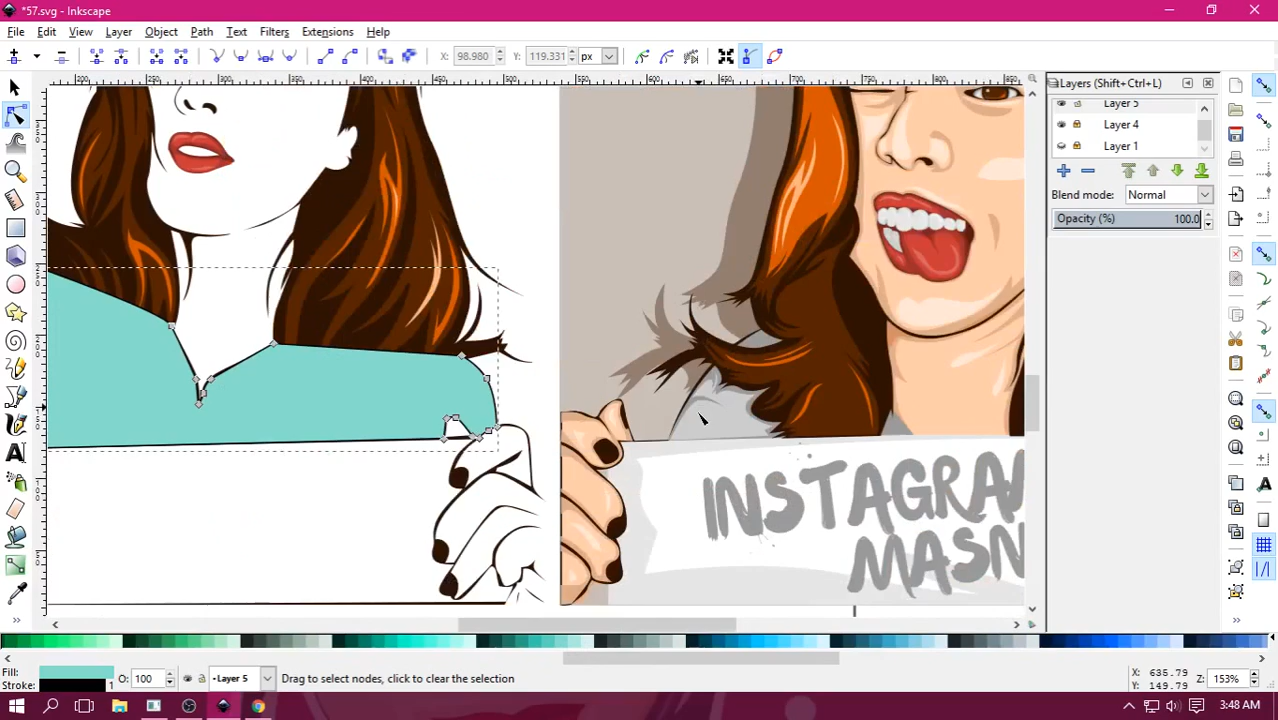 *57.svg - Inkscape
File Edit View Layer Object Path Text Filters Extensions Help
X: 98.980 Y: 119.331 px
Layers (Shift+Ctrl+L)
Layer 5
Layer 4
Layer 1
Blend mode: Normal
Opacity (%) 100.0
INSTAGRA
MASN
Fill:
Stroke: 1
O: 100
•Layer 5
Drag to select nodes, click to clear the selection
X: 635.79
Y: 149.79
Z: 153%
3:48 AM